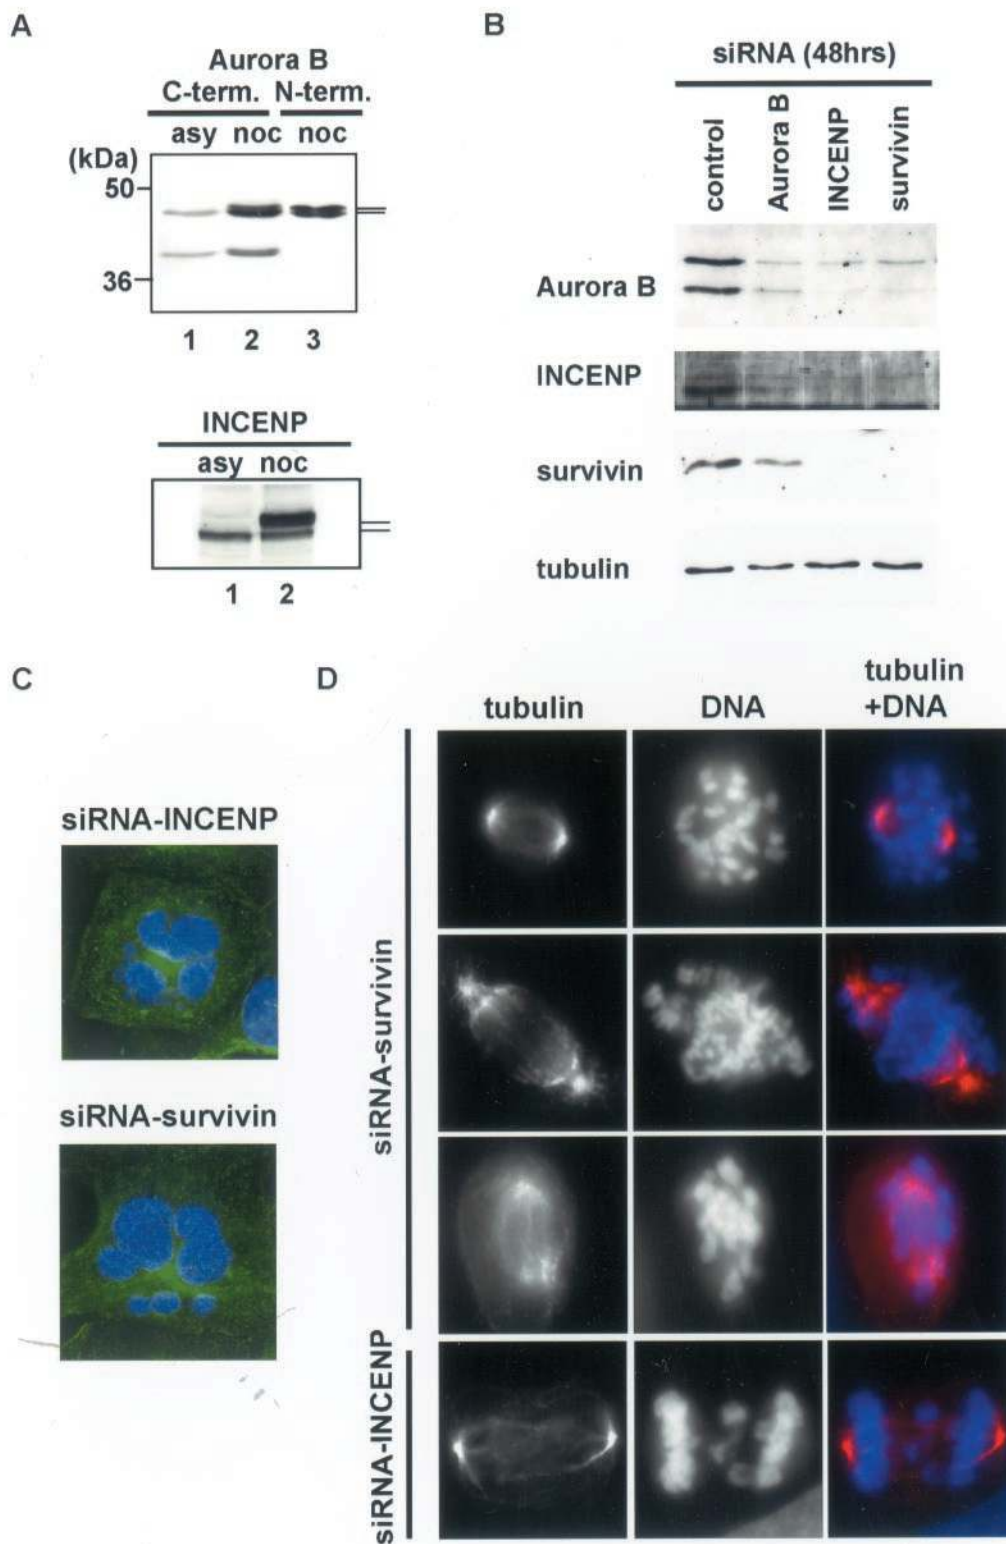 A
Aurora B
C-term. N-term.
asy noc noc
(kDa)
50
36
1 2 3
INCENP
asy noc
1 2
B
siRNA (48hrs)
control
Aurora B
INCENP
survivin
Aurora B
INCENP
survivin
tubulin
C
siRNA-INCENP
siRNA-survivin
D
tubulin
DNA
tubulin
+DNA
siRNA-survivin
siRNA-INCENP